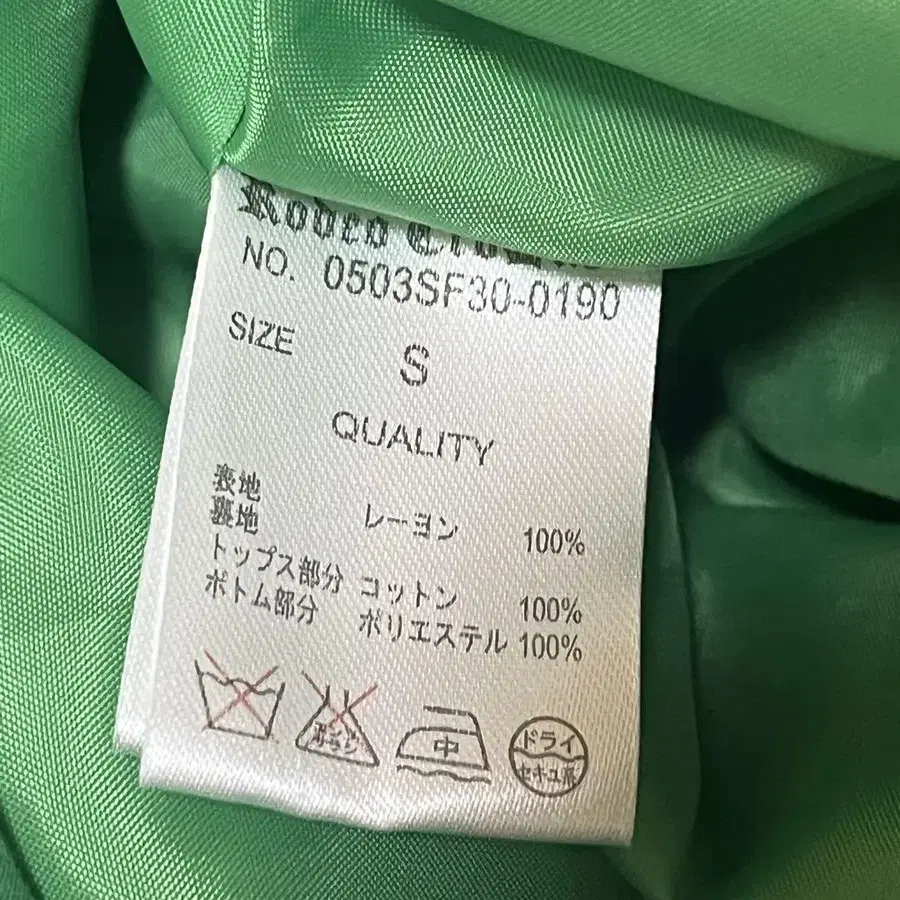 Rodeo
NO. 0503SF30-0190
SIZE S
QUALITY
表地 レーヨン 100%
裏地
トップス部分 コットン 100%
ボトム部分 ポリエステル 100%
中
ドライ
セキユ系